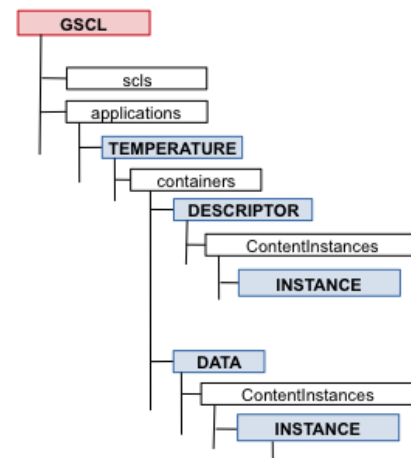 GSCL
scls
applications
TEMPERATURE
containers
DESCRIPTOR
ContentInstances
INSTANCE
DATA
ContentInstances
INSTANCE